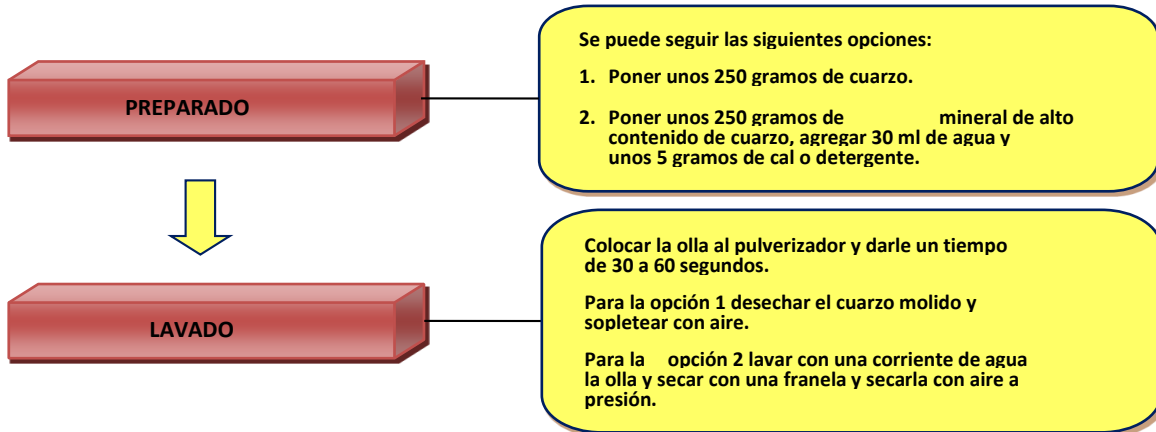 PREPARADO
Se puede seguir las siguientes opciones:
1. Poner unos 250 gramos de cuarzo.
2. Poner unos 250 gramos de mineral de alto
contenido de cuarzo, agregar 30 ml de agua y
unos 5 gramos de cal o detergente.
LAVADO
Colocar la olla al pulverizador y darle un tiempo
de 30 a 60 segundos.
Para la opción 1 desechar el cuarzo molido y
sopletear con aire.
Para la opción 2 lavar con una corriente de agua
la olla y secar con una franela y secarla con aire a
presión.